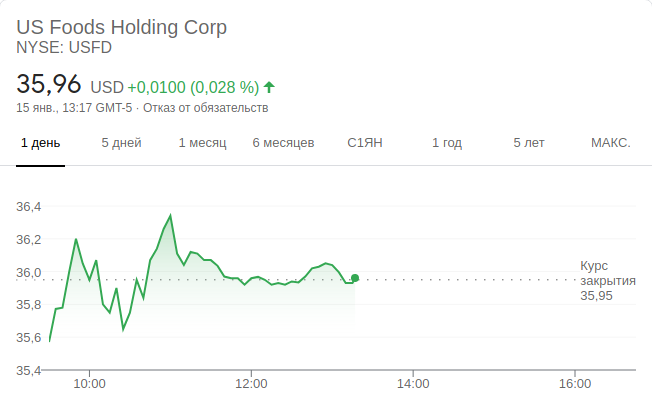 US Foods Holding Corp
NYSE: USFD
35,96 USD +0,0100 (0,028 %)
15 янв., 13:17 GMT-5 · Отказ от обязательств
1 день 5 дней 1 месяц 6 месяцев С1ЯН 1 год 5 лет МАКС.
36,4
36,2
36,0
35,8
35,6
35,4
Курс
закрытия
35,95
10:00 12:00 14:00 16:00